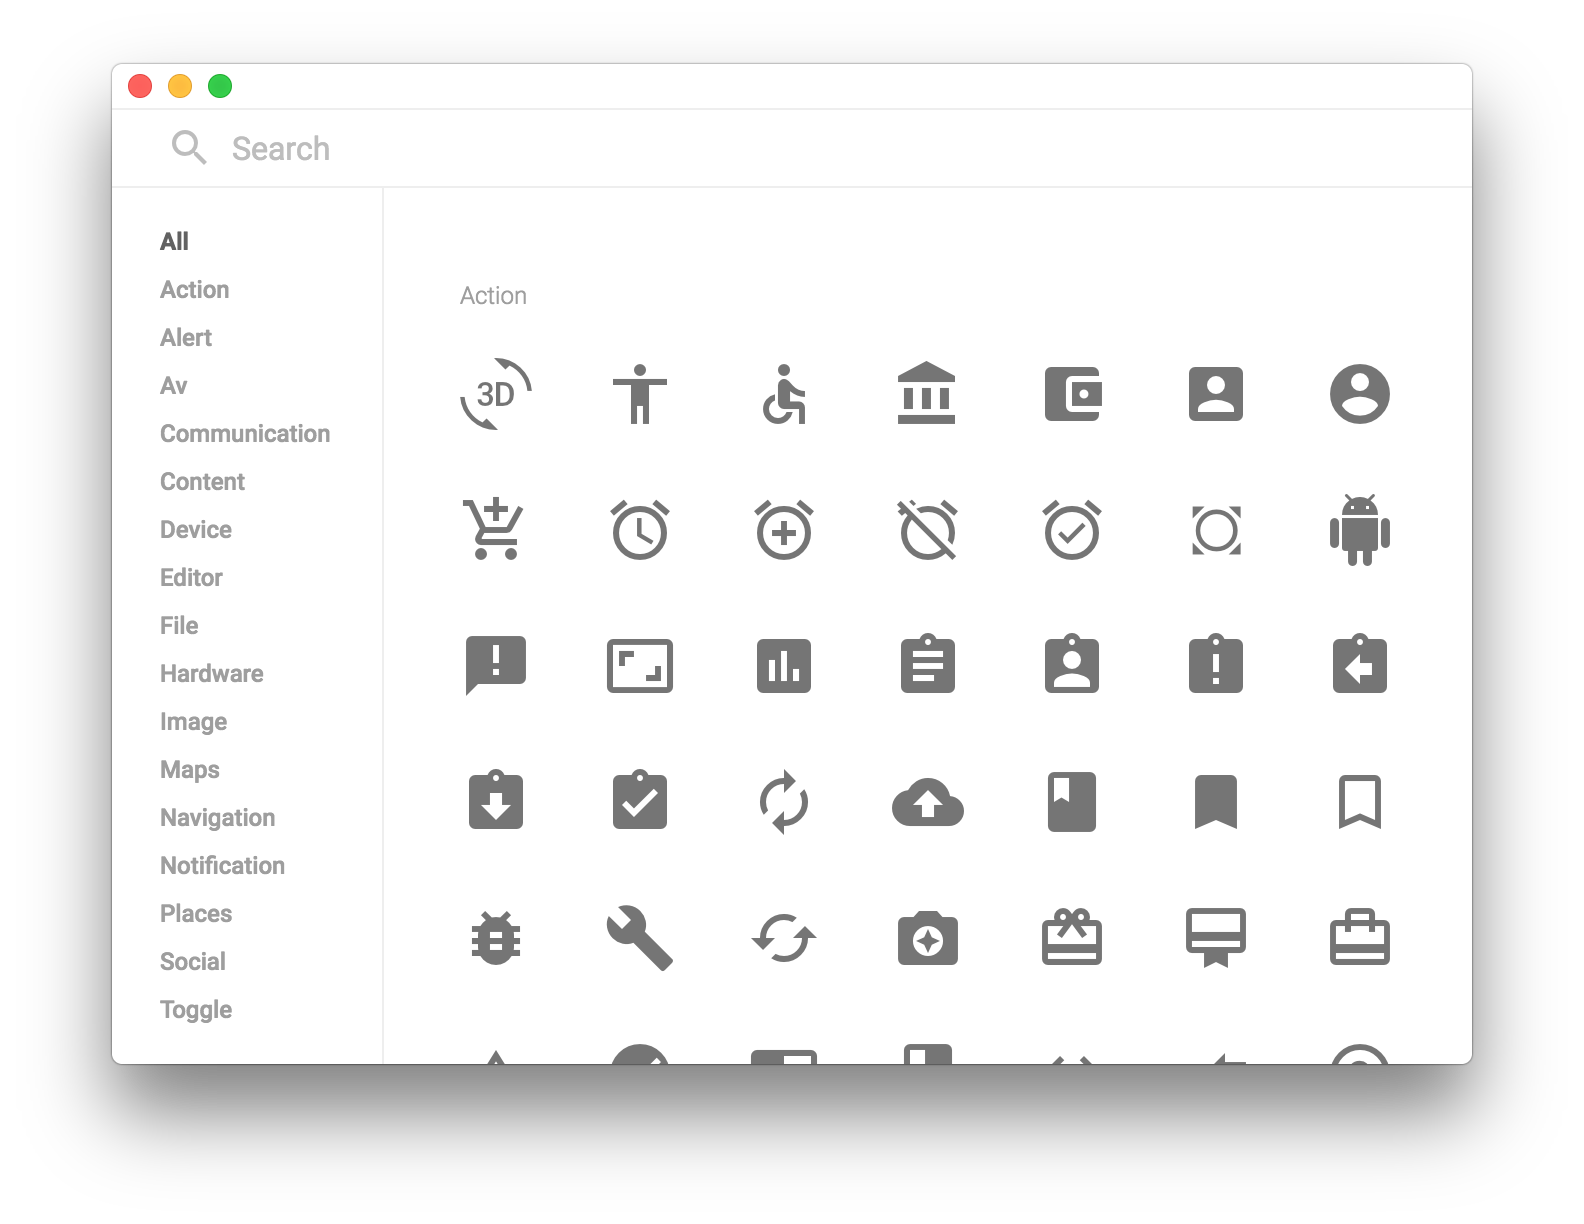 Search
All
Action
Alert
Av
Communication
Content
Device
Editor
File
Hardware
Image
Maps
Navigation
Notification
Places
Social
Toggle
Action
3D